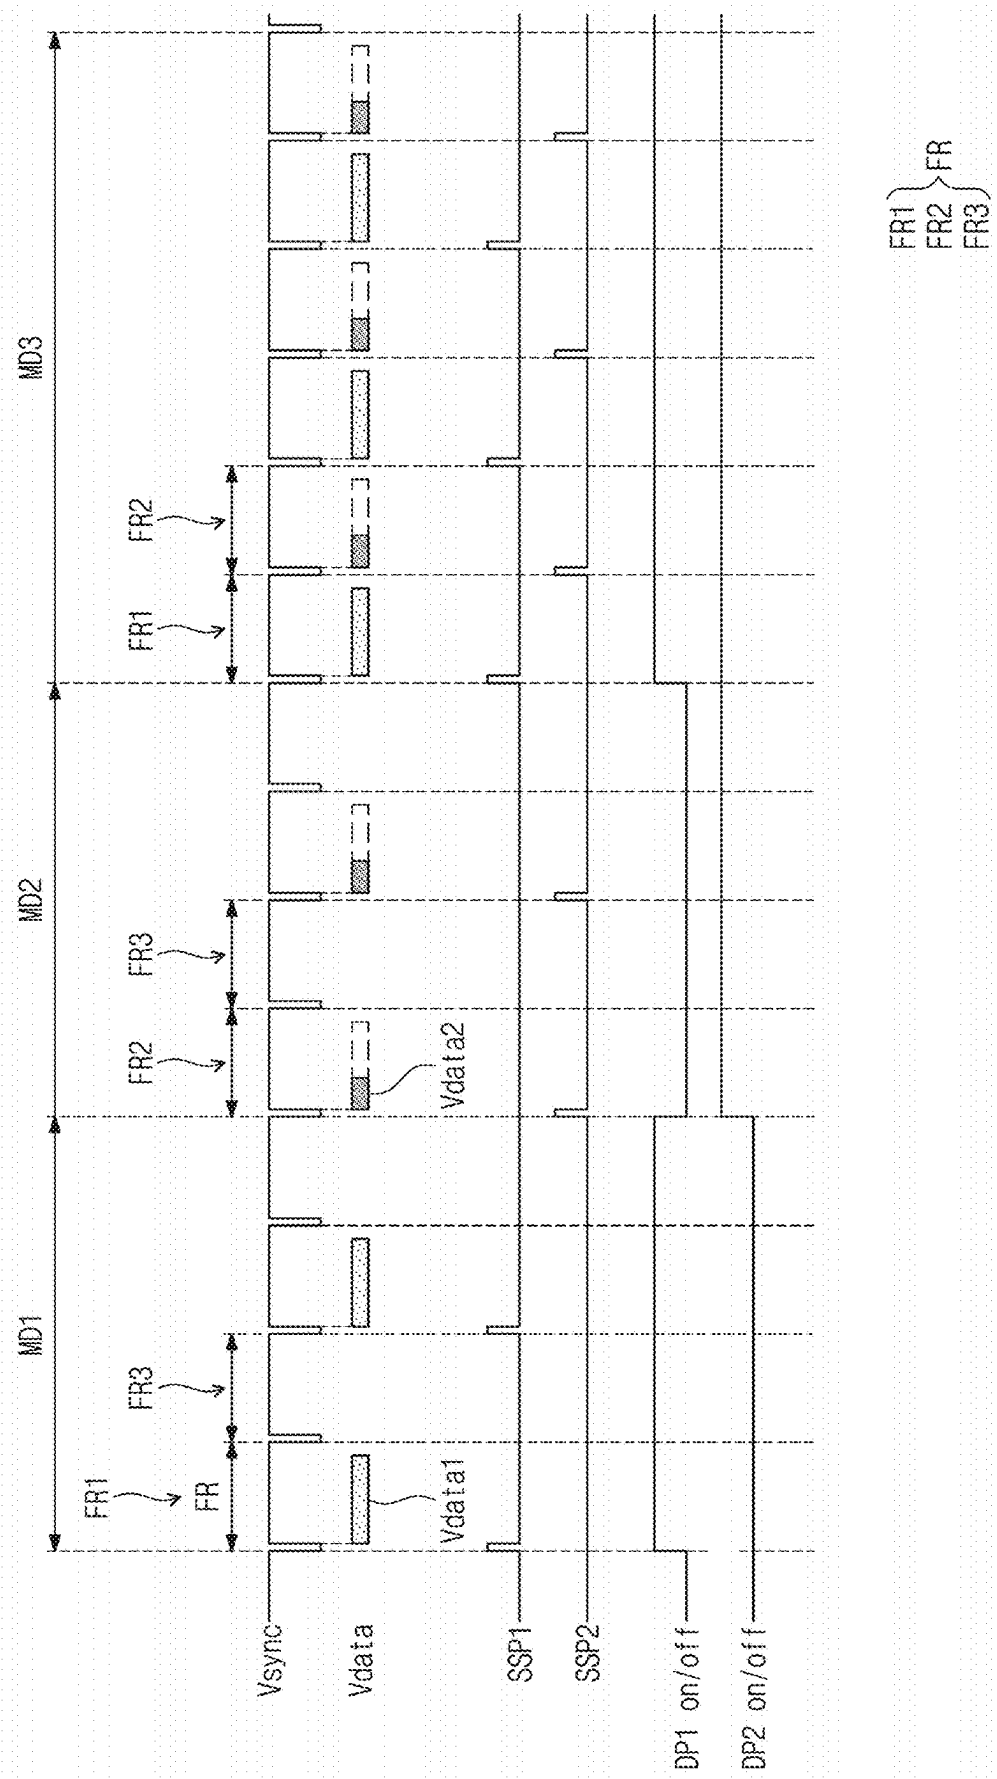 MD1
MD2
MD3
FR1
FR
FR3
FR2
FR3
FR1
FR2
Vsync
Vdata
Vdata1
Vdata2
SSP1
SSP2
DP1 on/off
DP2 on/off
FR1
FR2
FR3
FR